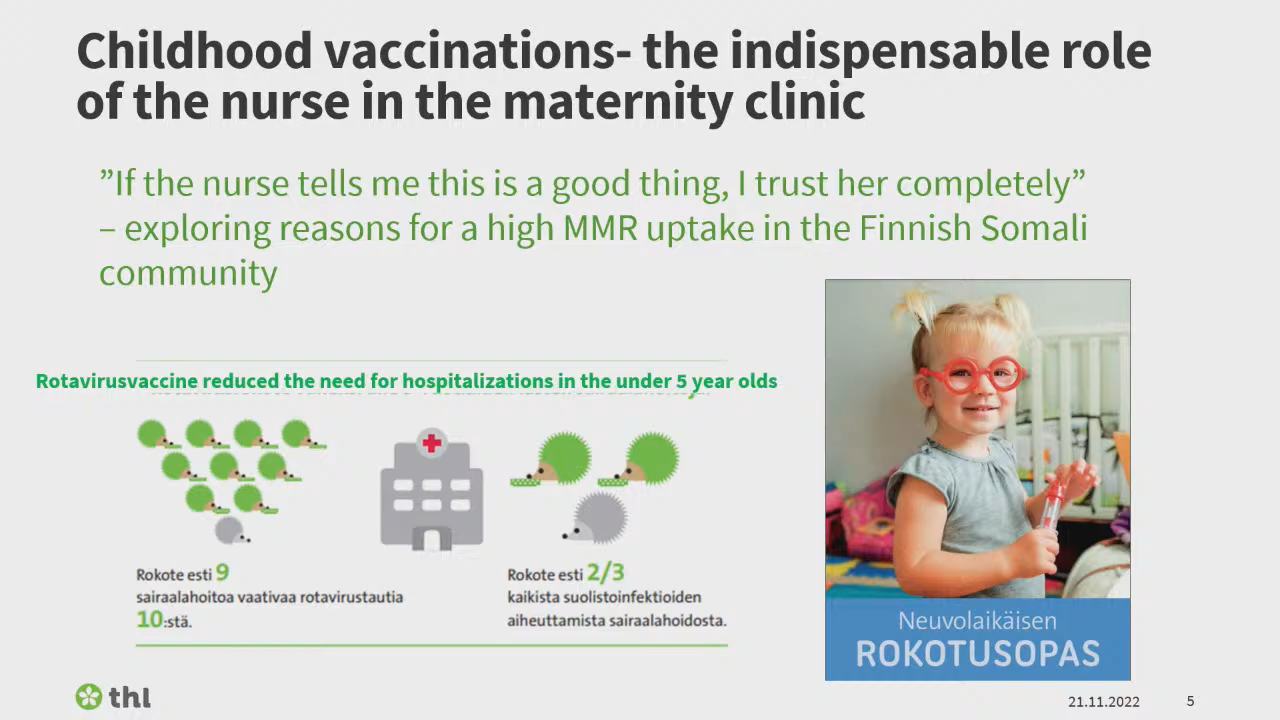 Childhood vaccinations- the indispensable role
of the nurse in the maternity clinic
”If the nurse tells me this is a good thing, I trust her completely”
– exploring reasons for a high MMR uptake in the Finnish Somali
community
Rotavirusvaccine reduced the need for hospitalizations in the under 5 year olds
Rokote esti 9
sairaalahoitoa vaativaa rotavirustautia
10:stä.
Rokote esti 2/3
kaikista suolistoinfektioiden
aiheuttamista sairaalahoidosta.
Neuvolaikäisen
ROKOTUSOPAS
thl
21.11.2022
5